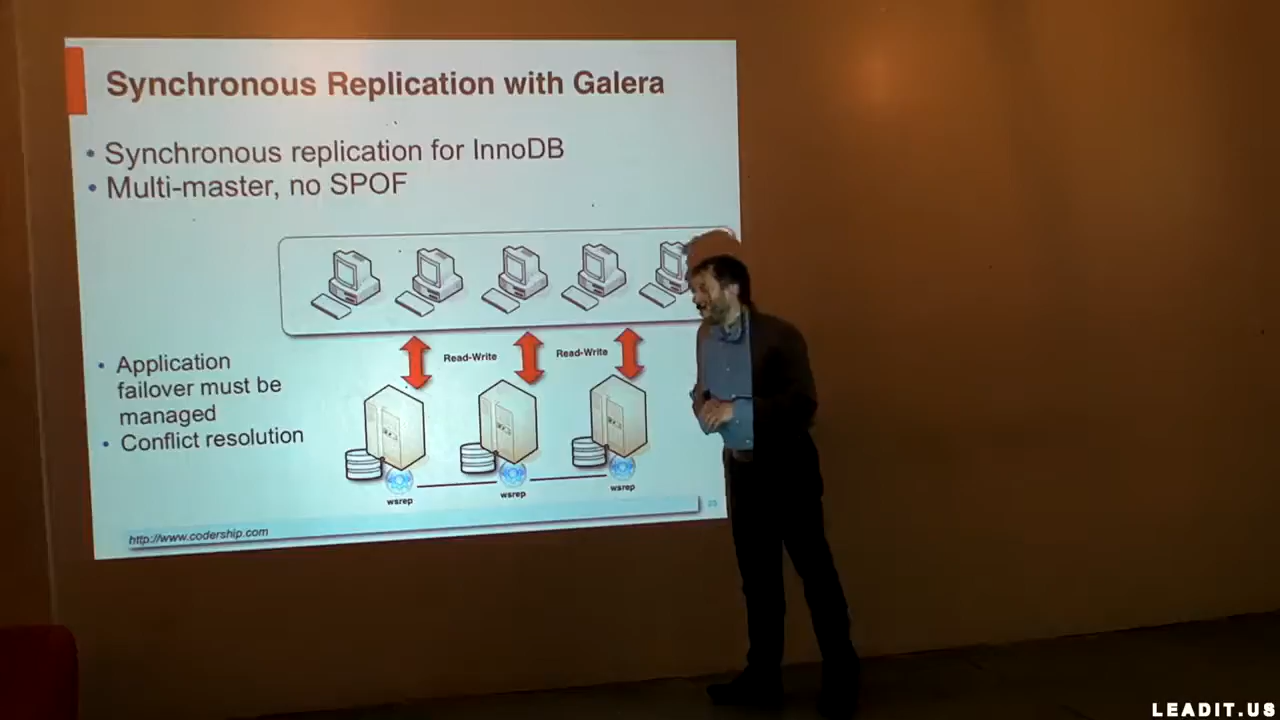 Synchronous Replication with Galera
• Synchronous replication for InnoDB
• Multi-master, no SPOF
Read-Write
Read-Write
• Application
failover must be
managed
• Conflict resolution
wsrep
wsrep
wsrep
http://www.codership.com
LEADIT.US